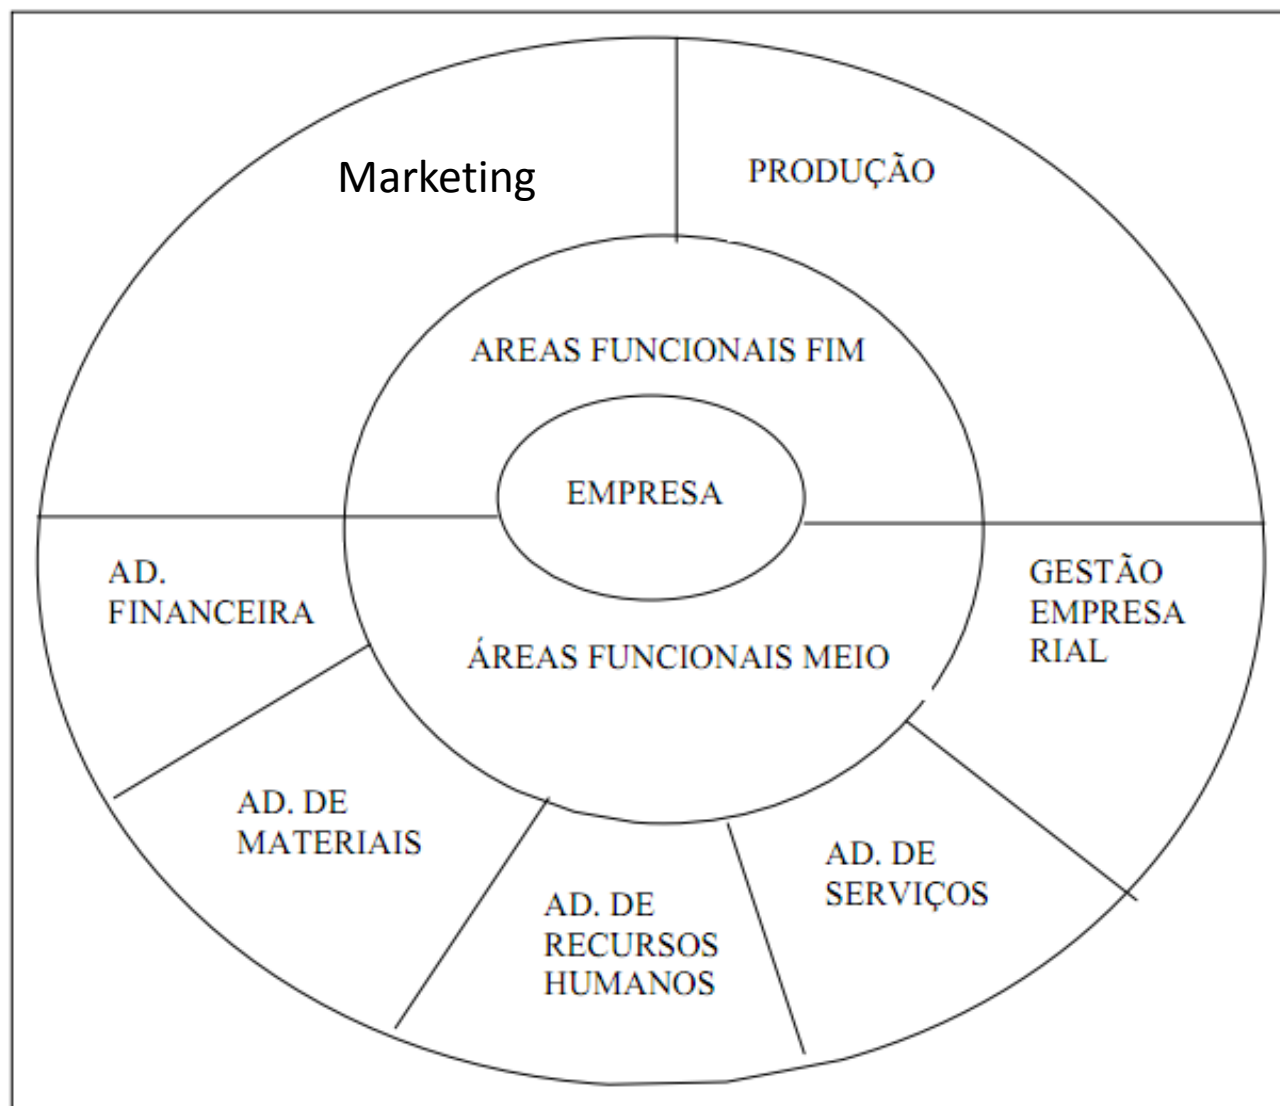 Marketing
PRODUÇÃO
AREAS FUNCIONAIS FIM
EMPRESA
AD.
FINANCEIRA
GESTÃO
EMPRESA
RIAL
ÁREAS FUNCIONAIS MEIO
AD. DE
MATERIAIS
AD. DE
RECURSOS
HUMANOS
AD. DE
SERVIÇOS